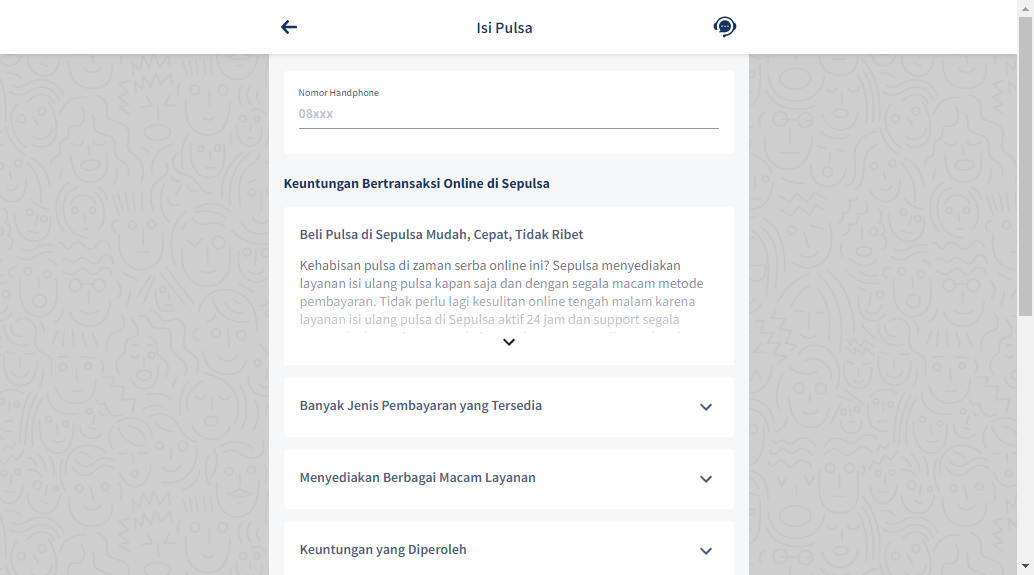 Isi Pulsa
Nomor Handphone
08xxx
Keuntungan Bertransaksi Online di Sepulsa
Beli Pulsa di Sepulsa Mudah, Cepat, Tidak Ribet
Kehabisan pulsa di zaman serba online ini? Sepulsa menyediakan
layanan isi ulang pulsa kapan saja dan dengan segala macam metode
pembayaran. Tidak perlu lagi kesulitan online tengah malam karena
layanan isi ulang pulsa di Sepulsa aktif 24 jam dan support segala
Banyak Jenis Pembayaran yang Tersedia
Menyediakan Berbagai Macam Layanan
Keuntungan yang Diperoleh